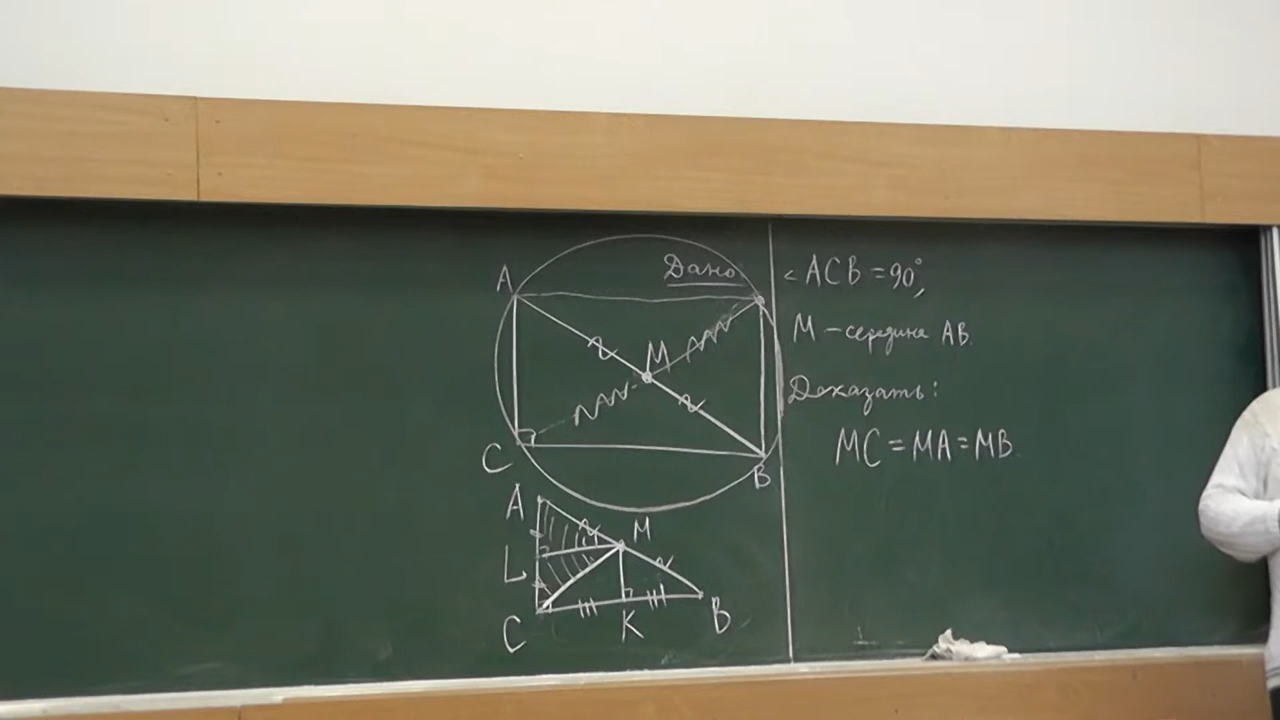 Дано
∠ACB = 90°,
M – середина AB.
Доказать:
MC = MA = MB
A
M
C
B
A
M
L
C
K
B